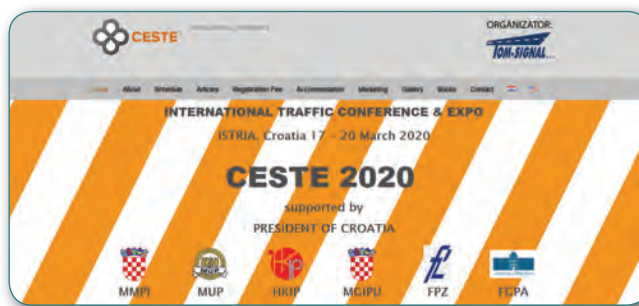 CESTE
ORGANIZATOR:
TOM-SIGNAL
Home About Schedule Articles Registration Fee Accommodation Marketing Gallery Books Contact
INTERNATIONAL TRAFFIC CONFERENCE & EXPO
ISTRIA, Croatia 17 - 20 March 2020
CESTE 2020
supported by
PRESIDENT OF CROATIA
MUP
HKIP
MMPI MUP HKIP MGIPU FPZ FGPA